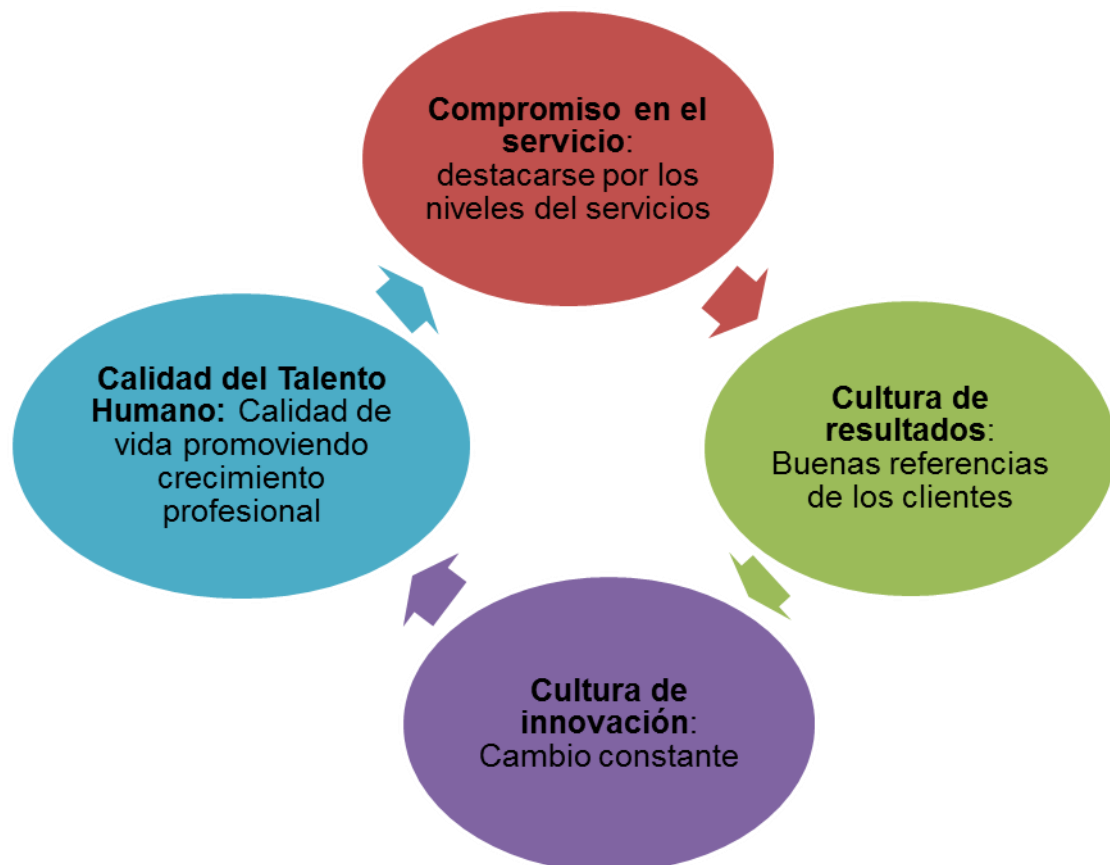 Compromiso en el
servicio:
destacarse por los
niveles del servicios
Cultura de
resultados:
Buenas referencias
de los clientes
Cultura de
innovación:
Cambio constante
Calidad del Talento
Humano: Calidad de
vida promoviendo
crecimiento
profesional